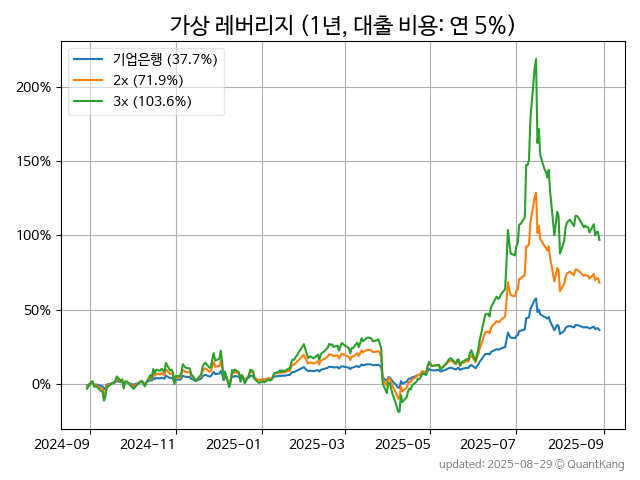 가상 레버리지 (1년, 대출 비용: 연 5%)
기업은행 (37.7%)
2x (71.9%)
3x (103.6%)
200%
150%
100%
50%
0%
2024-09 2024-11 2025-01 2025-03 2025-05 2025-07 2025-09
updated: 2025-08-29 © QuantKang